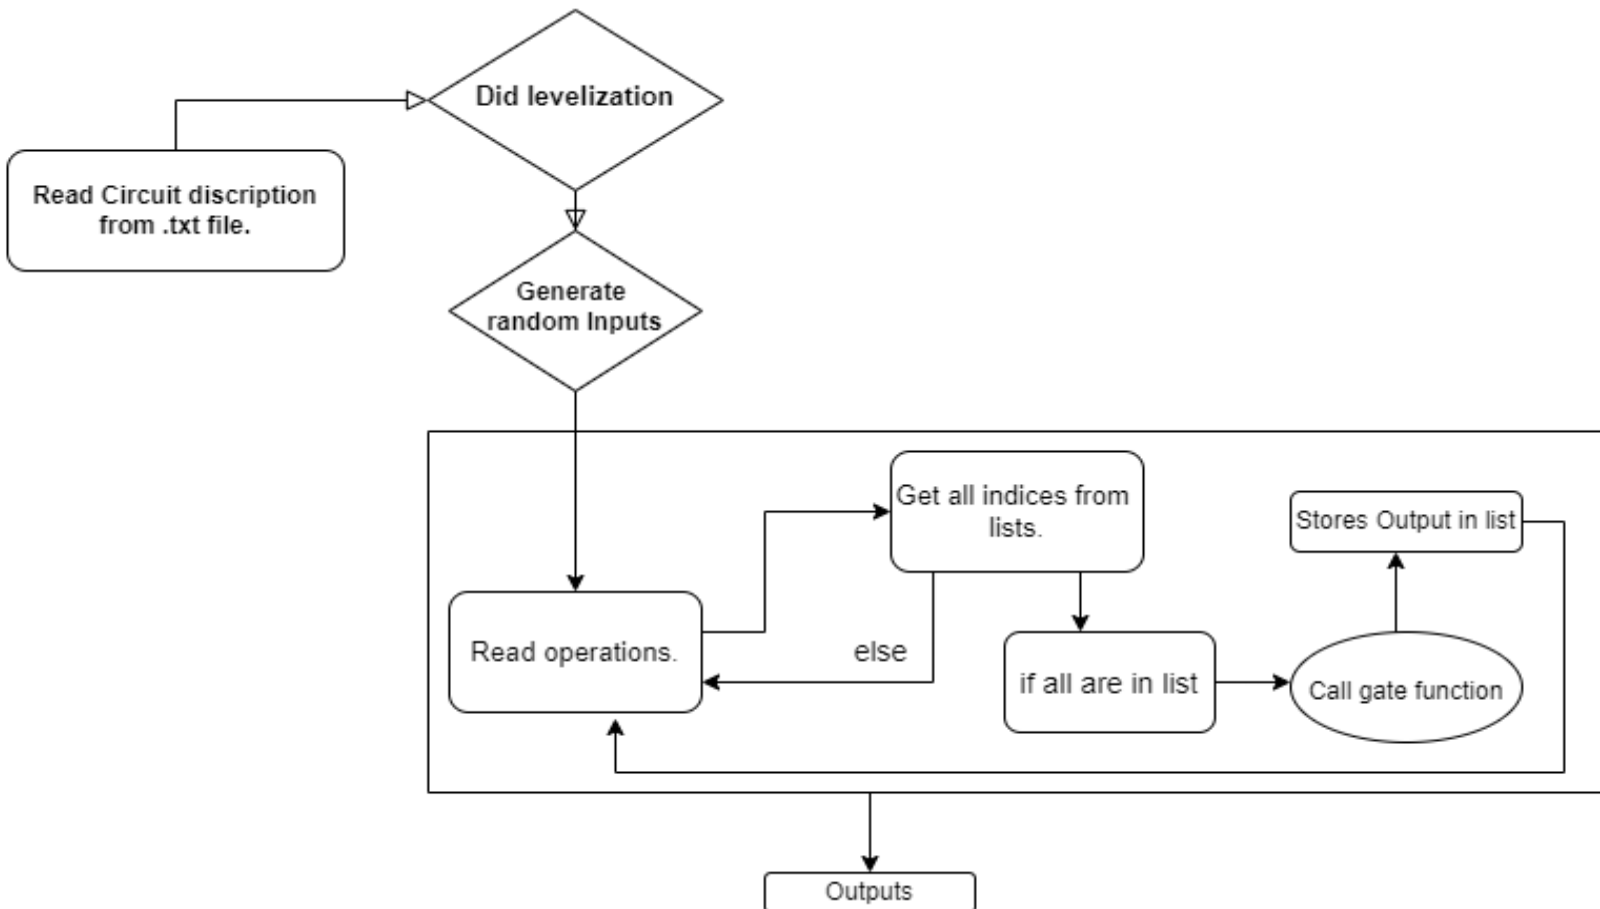 Did levelization
Read Circuit discription
from .txt file.
Generate
random Inputs
Get all indices from
lists.
Stores Output in list
Read operations.
else
if all are in list
Call gate function
Outputs